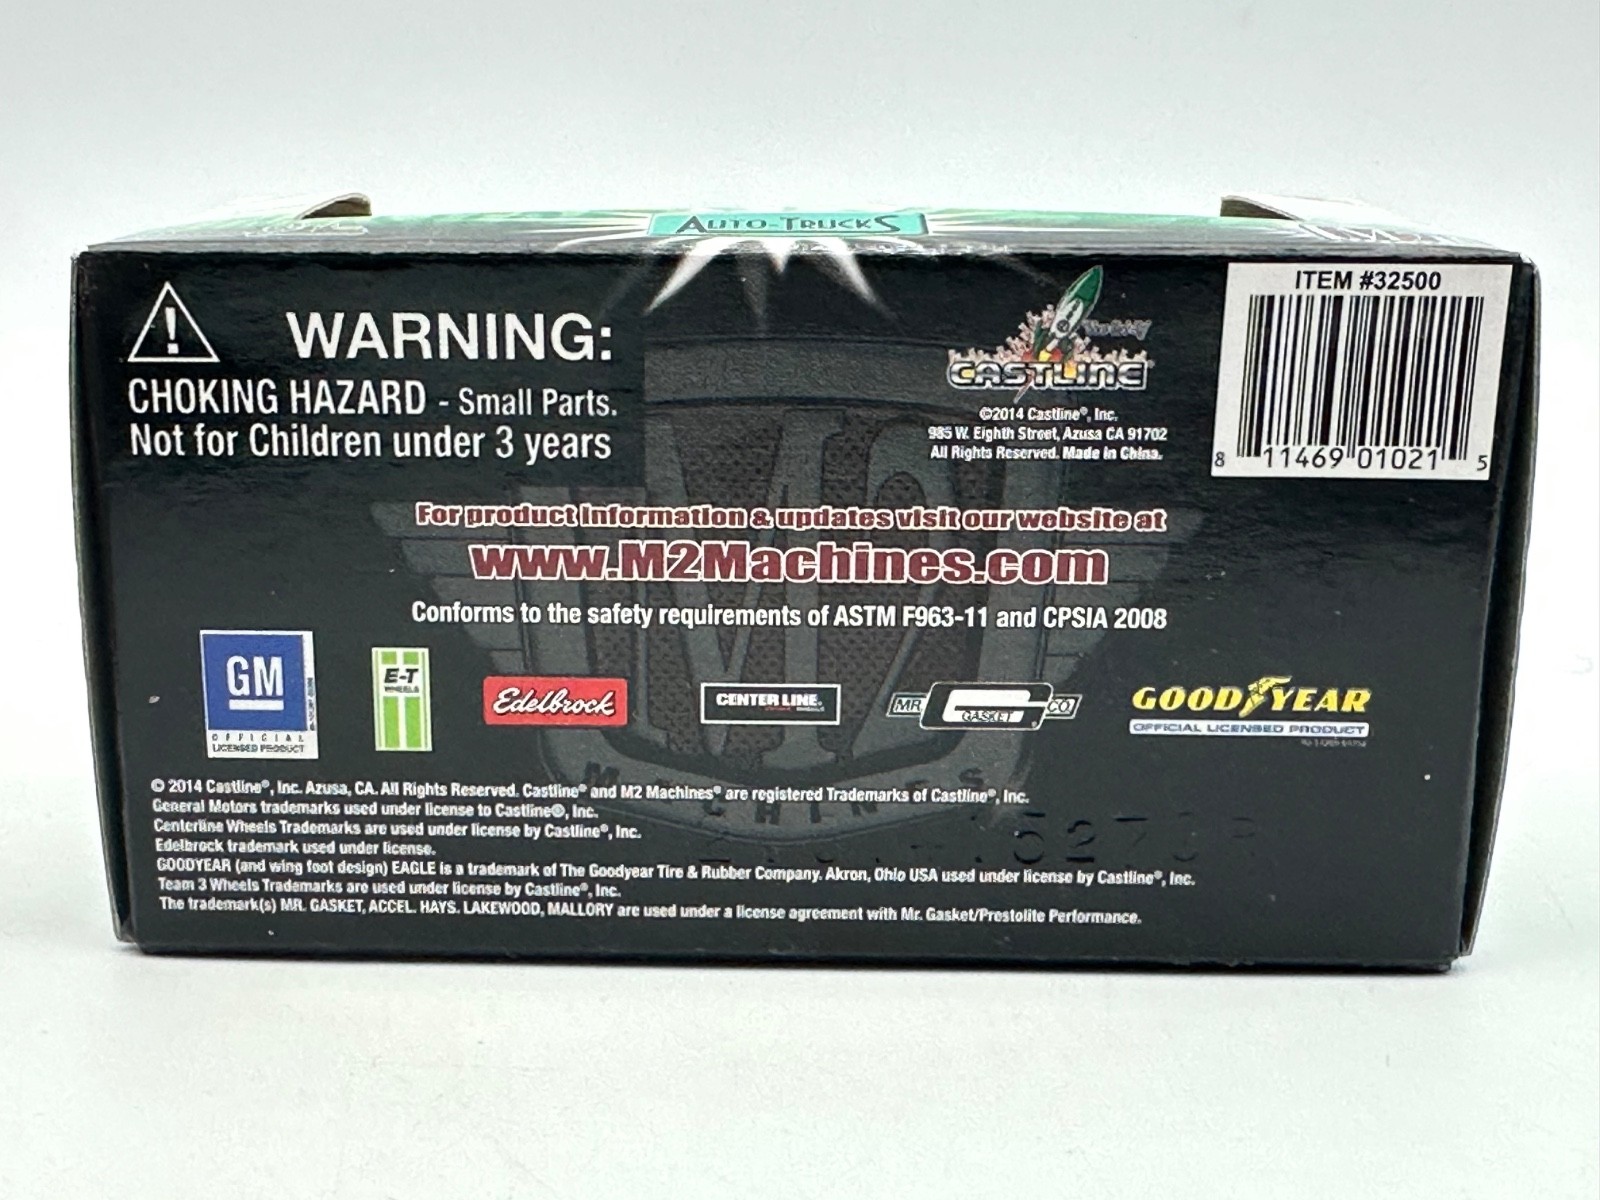 AUTO-TRUCKS
WARNING:
CHOKING HAZARD - Small Parts.
Not for Children under 3 years
CASTLINE
©2014 Castline®, Inc.
985 W. Eighth Street, Azusa CA 91702
All Rights Reserved. Made in China.
ITEM #32500
8 11469 01021 5
For product information & updates visit our website at
www.M2Machines.com
Conforms to the safety requirements of ASTM F963-11 and CPSIA 2008
GM
OFFICIAL
LICENSED PRODUCT
E-T
WHEELS
Edelbrock
CENTER LINE.
MR. GASKET CO.
GOODYEAR
OFFICIAL LICENSED PRODUCT
M2
MACHINES
© 2014 Castline®, Inc. Azusa, CA. All Rights Reserved. Castline® and M2 Machines® are registered Trademarks of Castline®, Inc.
General Motors trademarks used under license to Castline®, Inc.
Centerline Wheels Trademarks are used under license by Castline®, Inc.
Edelbrock trademark used under license.
GOODYEAR (and wing foot design) EAGLE is a trademark of The Goodyear Tire & Rubber Company. Akron, Ohio USA used under license by Castline®, Inc.
Team 3 Wheels Trademarks are used under license by Castline®, Inc.
The trademark(s) MR. GASKET, ACCEL. HAYS. LAKEWOOD, MALLORY are used under a license agreement with Mr. Gasket/Prestolite Performance.